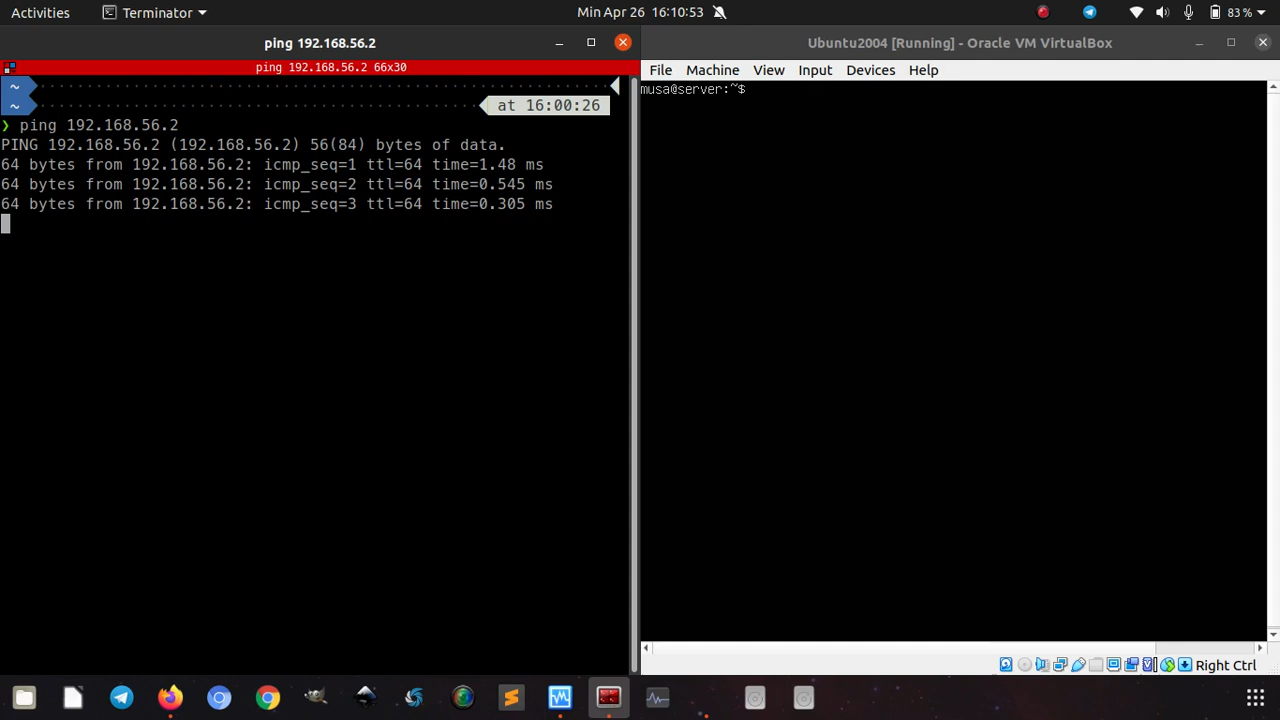 Activities
Terminator
Min Apr 26 16:10:53
83 %
ping 192.168.56.2
Ubuntu2004 [Running] - Oracle VM VirtualBox
ping 192.168.56.2 66x30
File Machine View Input Devices Help
~
~ at 16:00:26
❯ ping 192.168.56.2
PING 192.168.56.2 (192.168.56.2) 56(84) bytes of data.
64 bytes from 192.168.56.2: icmp_seq=1 ttl=64 time=1.48 ms
64 bytes from 192.168.56.2: icmp_seq=2 ttl=64 time=0.545 ms
64 bytes from 192.168.56.2: icmp_seq=3 ttl=64 time=0.305 ms
musa@server:~$
Right Ctrl